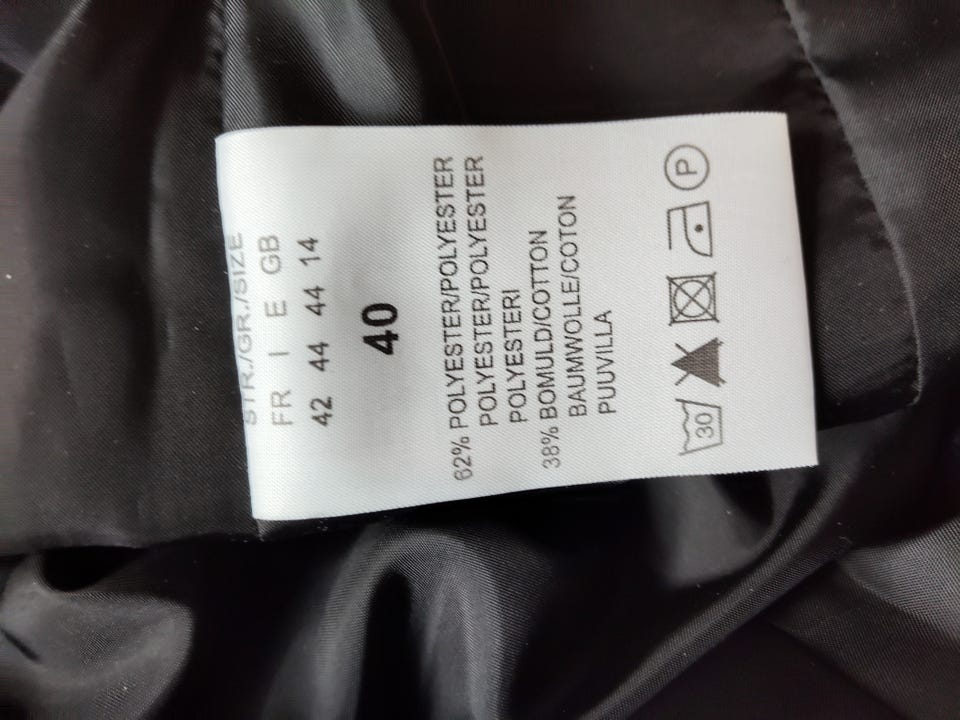 STR./GR./SIZE
FR I E GB
42 44 44 14
40
62% POLYESTER/POLYESTER
POLYESTER/POLYESTER
POLYESTERI
38% BOMULD/COTTON
BAUMWOLLE/COTON
PUUVILLA
30 P